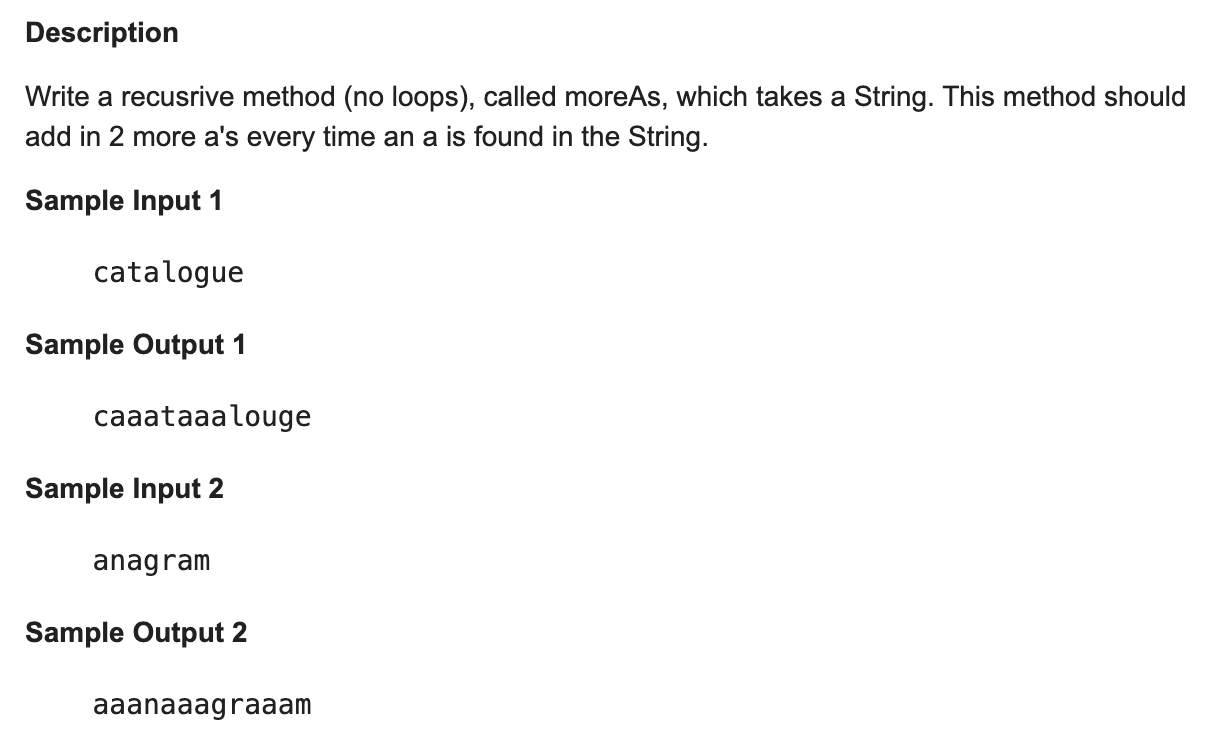 Description
Write a recusrive method (no loops), called moreAs, which takes a String. This method should
add in 2 more a's every time an a is found in the String.
Sample Input 1
catalogue
Sample Output 1
caaataaalouge
Sample Input 2
anagram
Sample Output 2
aaanaaagraaam